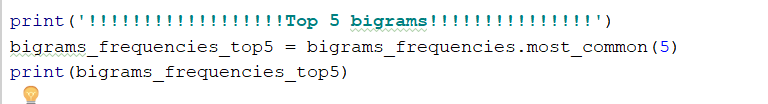 print('!!!!!!!!!!!!!!!!!!Top 5 bigrams!!!!!!!!!!!!!!!')
bigrams_frequencies_top5 = bigrams_frequencies.most_common(5)
print(bigrams_frequencies_top5)